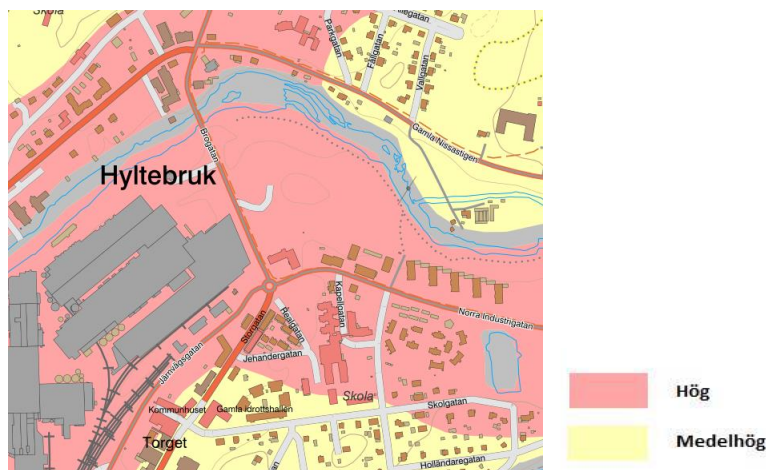 Skola
Parkgatan
Fallgatan
Vallgatan
Gamla Nissastigen
Brogatan
Hyltebruk
Norra Industrigatan
Kapellgatan
Realgatan
Storgatan
Jehandergatan
Järnvägsgatan
Skola
Skolgatan
Kommunhuset
Gamla idrottshallen
Torget
Holländaregatan
Hög
Medelhög